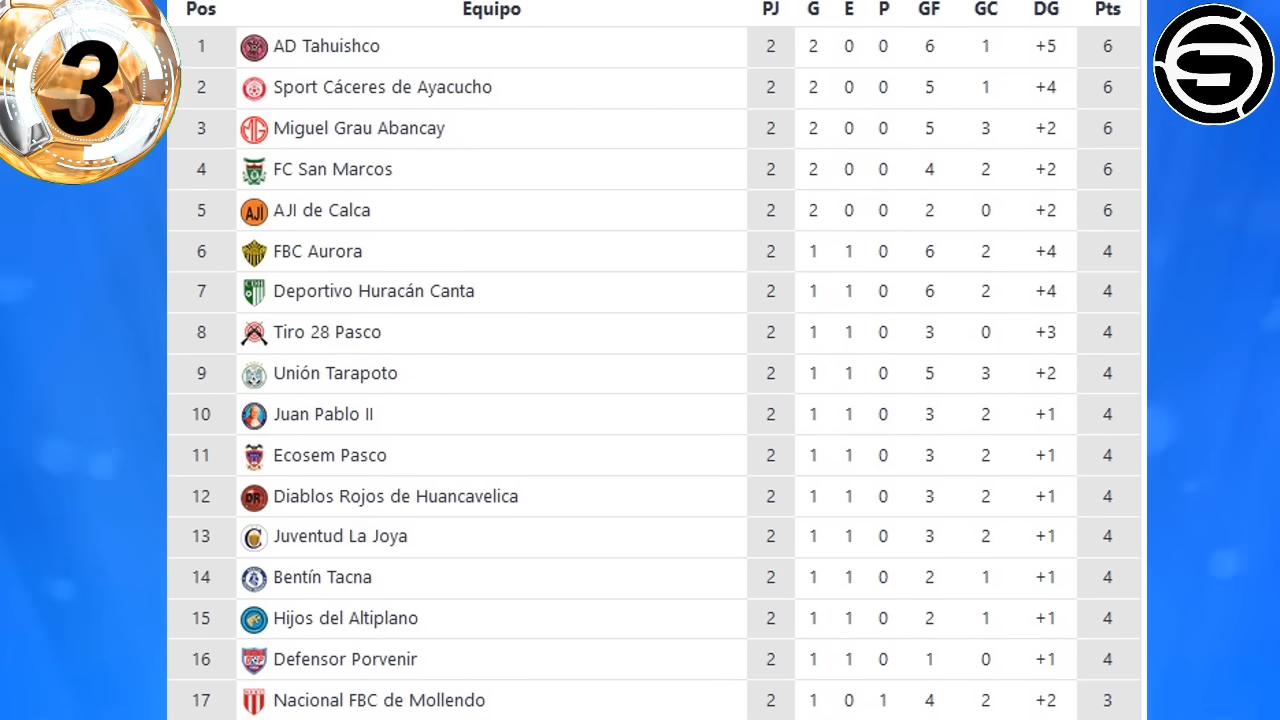 3
Pos Equipo PJ G E P GF GC DG Pts
1 AD Tahuishco 2 2 0 0 6 1 +5 6
2 Sport Cáceres de Ayacucho 2 2 0 0 5 1 +4 6
3 MG Miguel Grau Abancay 2 2 0 0 5 3 +2 6
4 FC San Marcos 2 2 0 0 4 2 +2 6
5 AJI AJI de Calca 2 2 0 0 2 0 +2 6
6 FBC Aurora 2 1 1 0 6 2 +4 4
7 Deportivo Huracán Canta 2 1 1 0 6 2 +4 4
8 Tiro 28 Pasco 2 1 1 0 3 0 +3 4
9 Unión Tarapoto 2 1 1 0 5 3 +2 4
10 Juan Pablo II 2 1 1 0 3 2 +1 4
11 Ecosem Pasco 2 1 1 0 3 2 +1 4
12 DR Diablos Rojos de Huancavelica 2 1 1 0 3 2 +1 4
13 Juventud La Joya 2 1 1 0 3 2 +1 4
14 Bentín Tacna 2 1 1 0 2 1 +1 4
15 Hijos del Altiplano 2 1 1 0 2 1 +1 4
16 Defensor Porvenir 2 1 1 0 1 0 +1 4
17 Nacional FBC de Mollendo 2 1 0 1 4 2 +2 3